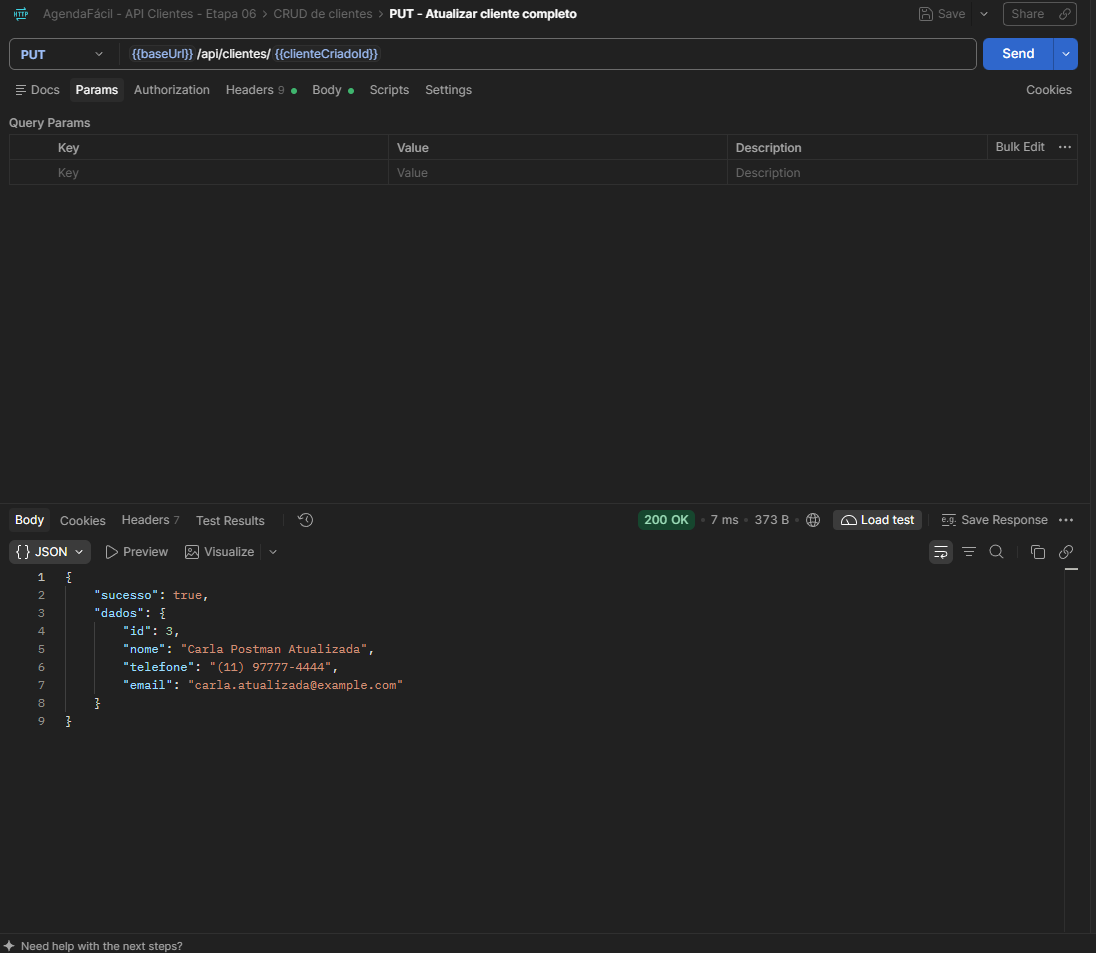 HTTP AgendaFácil - API Clientes - Etapa 06 > CRUD de clientes > PUT - Atualizar cliente completo Save Share
PUT {{baseUrl}} /api/clientes/ {{clienteCriadoId}} Send
Docs Params Authorization Headers 9 Body Scripts Settings Cookies
Query Params
Key Value Description Bulk Edit ...
Key Value Description
Body Cookies Headers 7 Test Results 200 OK • 7 ms • 373 B • Load test e.g. Save Response ...
{} JSON Preview Visualize
1 {
2 "sucesso": true,
3 "dados": {
4 "id": 3,
5 "nome": "Carla Postman Atualizada",
6 "telefone": "(11) 97777-4444",
7 "email": "carla.atualizada@example.com"
8 }
9 }
Need help with the next steps?